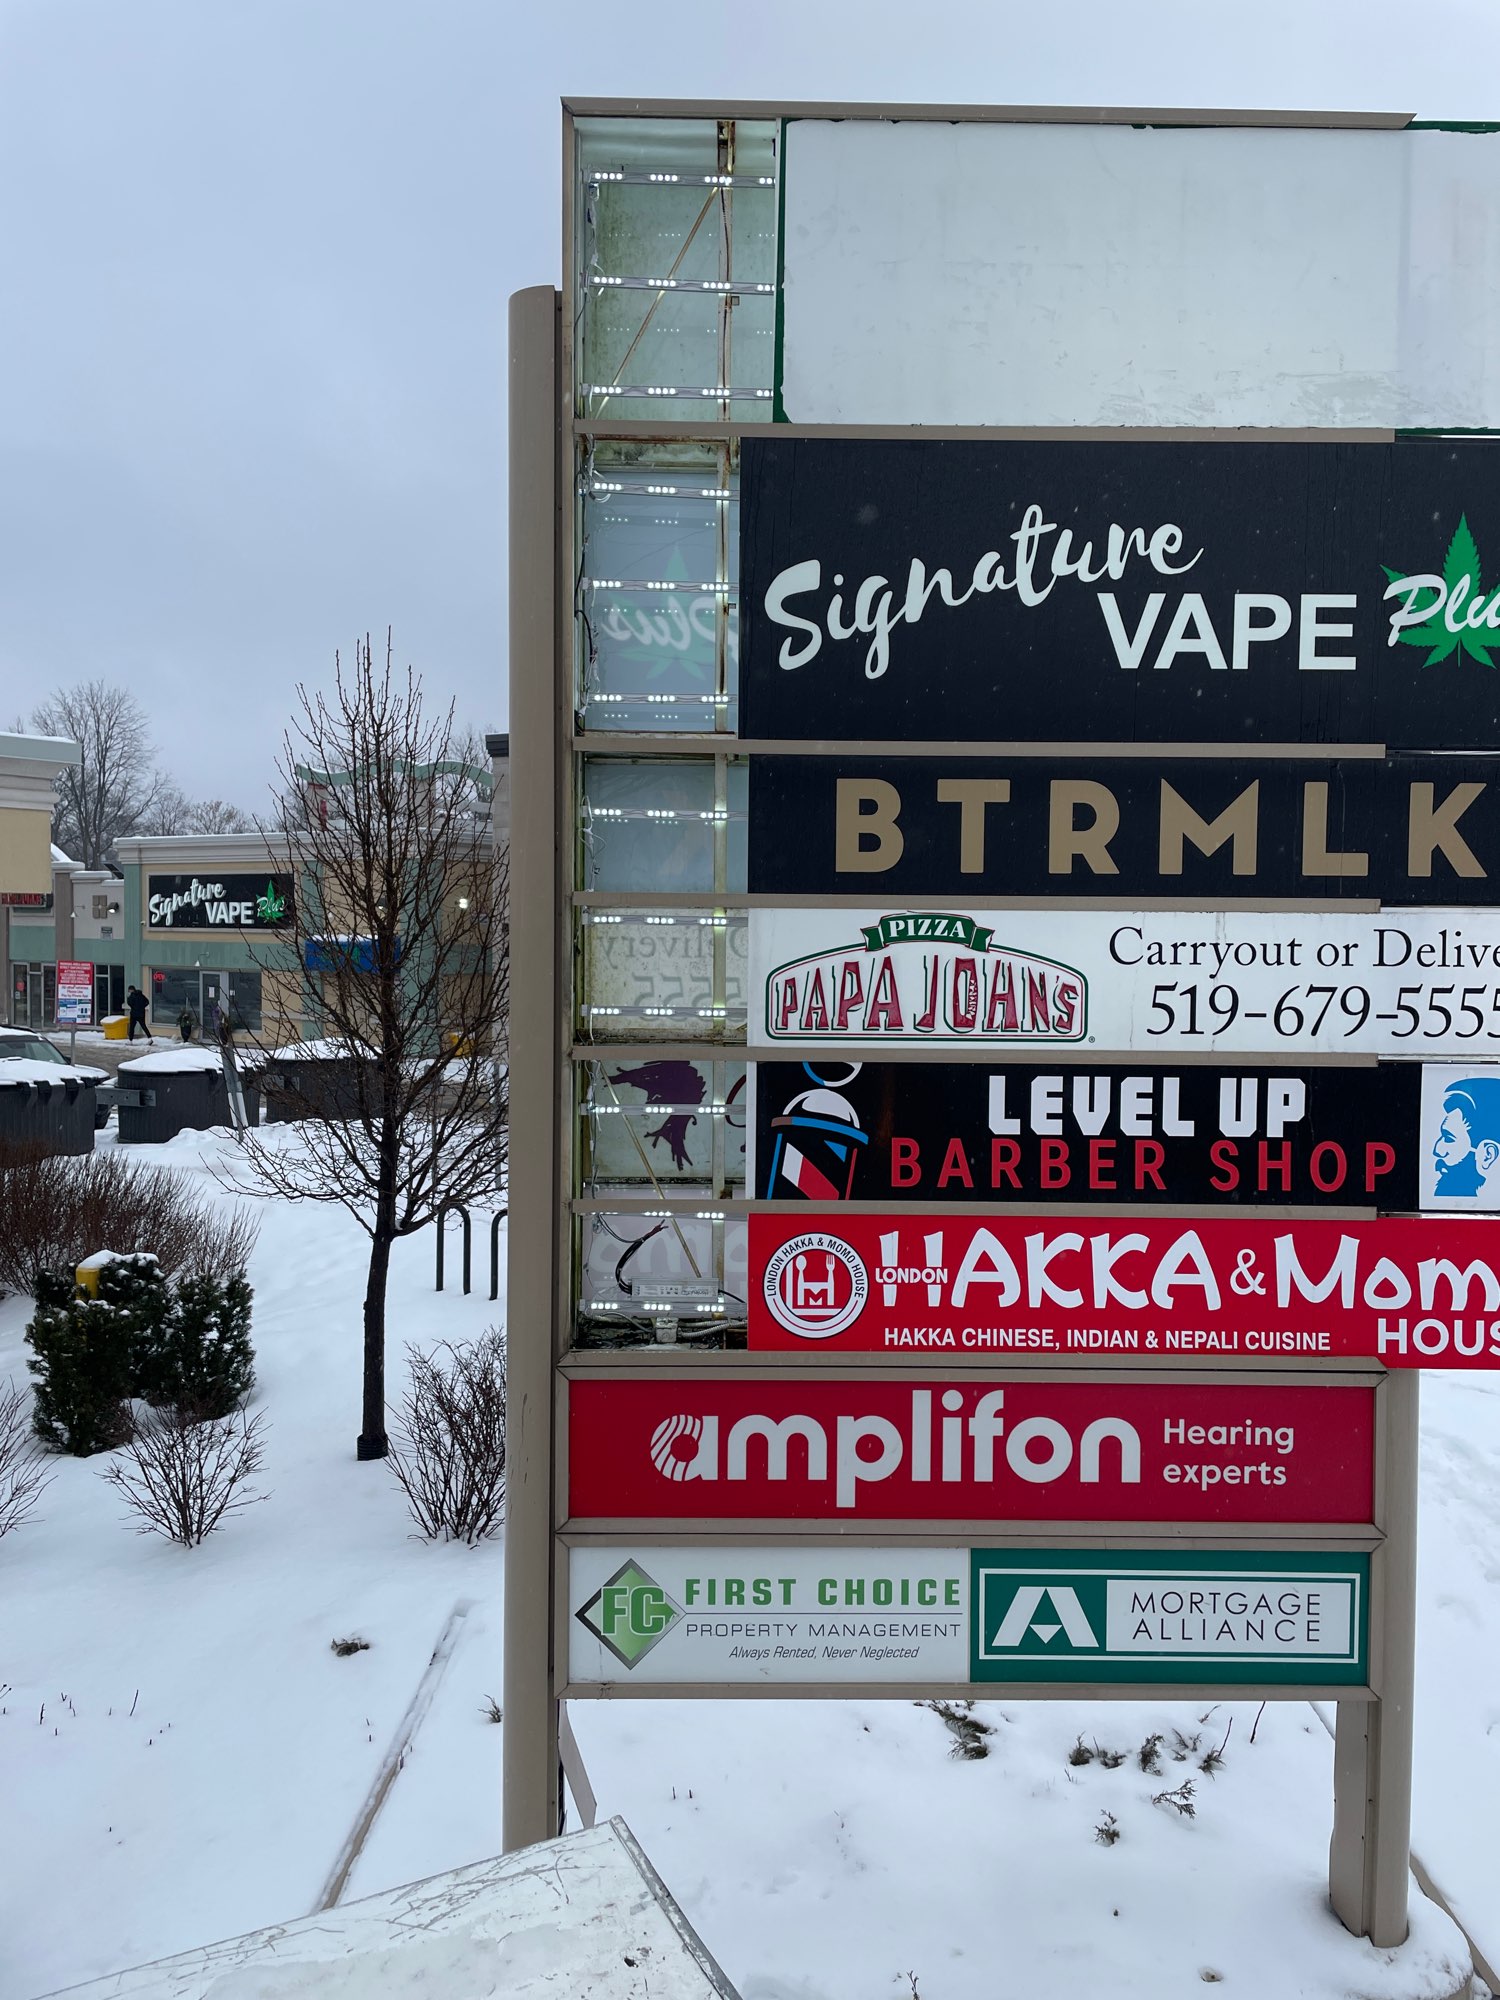 Signature
VAPE Plus
BTRMLK
PIZZA
PAPA JOHN'S
Carryout or Delive
519-679-5555
LEVEL UP
BARBER SHOP
LONDON HAKKA & MOMO HOUSE
LONDON HAKKA & Mom
HOUS
HAKKA CHINESE, INDIAN & NEPALI CUISINE
amplifon Hearing
experts
FC FIRST CHOICE
PROPERTY MANAGEMENT
Always Rented, Never Neglected
MORTGAGE
ALLIANCE
Signature
VAPE Plus